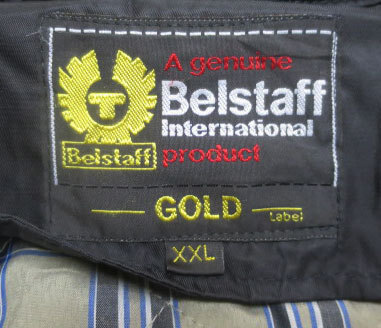 A genuine
Belstaff
International
product
Belstaff
GOLD
Label
XXL